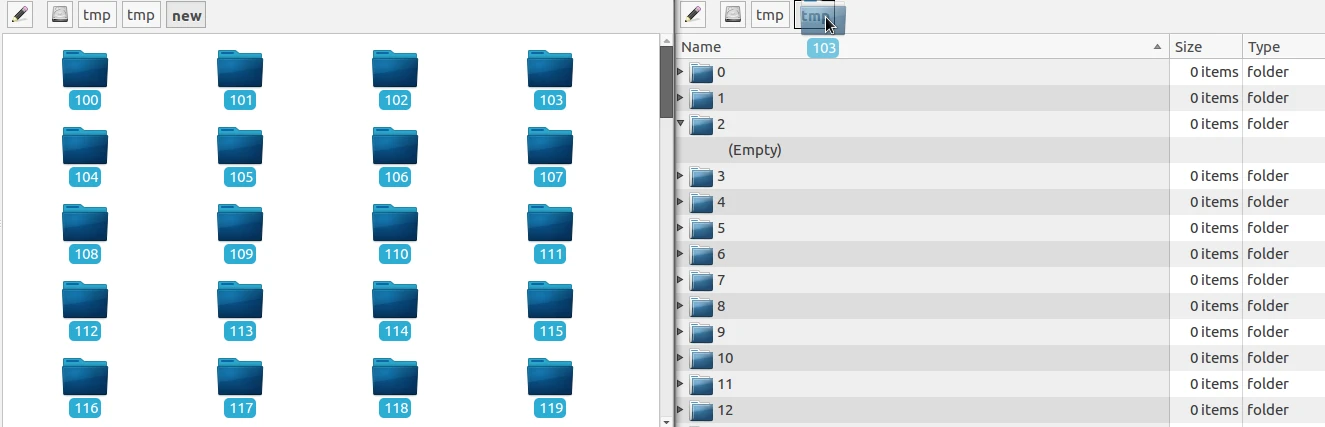 tmp tmp new
100 101 102 103
104 105 106 107
108 109 110 111
112 113 114 115
116 117 118 119
tmp tmp
103
Name Size Type
0 0 items folder
1 0 items folder
2 0 items folder
(Empty)
3 0 items folder
4 0 items folder
5 0 items folder
6 0 items folder
7 0 items folder
8 0 items folder
9 0 items folder
10 0 items folder
11 0 items folder
12 0 items folder